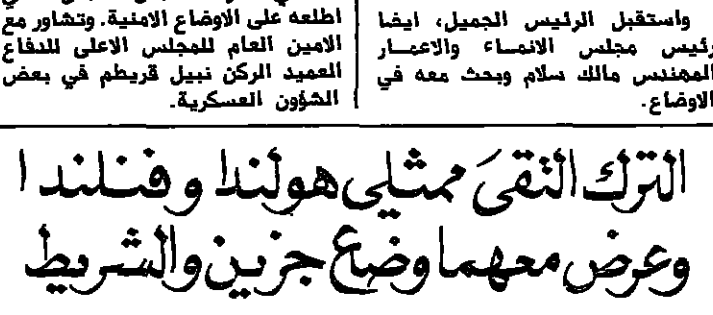 واستقبل الرئيس الجميل، ايضا
رئيس مجلس الانماء والاعمار
المهندس مالك سلام وبحث معه في
الاوضاع.
اطلعه على الاوضاع الامنية. وتشاور مع
الامين العام للمجلس الاعلى للدفاع
العميد الركن نبيل قريطم في بعض
الشؤون العسكرية.
الترك التقىَ ممثلي هولندا وفنلندا
وعرض معهما وضع جزين والشريط